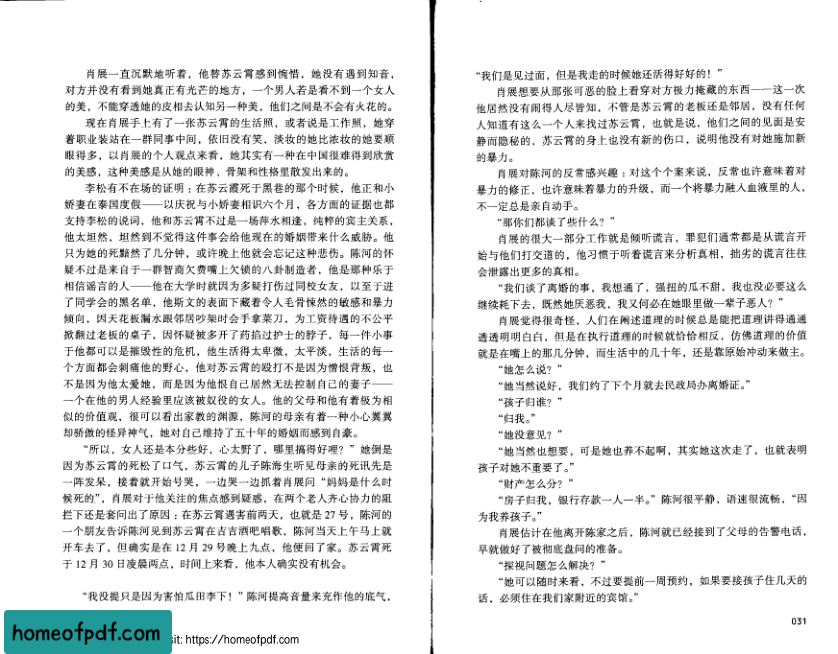 肖展一直沉默地听着，他替苏云霄感到惋惜，她没有遇到知音，
对方并没有看到她真正有光芒的地方，一个男人若是看不到一个女人
的美，不能穿透她的皮相去认知另一种美，他们之间是不会有火花的。
现在肖展手上有了一张苏云霄的生活照，或者说是工作照，她穿
着职业装站在一群同事中间，依旧没有笑，淡妆的她比浓妆的她要顺
眼得多，以肖展的个人观点来看，她其实有一种在中国很难得到欣赏
的美感，这种美感是从她的眼神、骨架和性格里散发出来的。
李松有不在场的证明：在苏云霞死于黑巷的那个时候，他正和小
娇妻在泰国度假——以庆祝与小娇妻相识六个月，各方面的证据也都
支持李松的说词，他和苏云霄不过是一场萍水相逢，纯粹的宾主关系，
他太坦然，坦然到不觉得这件事会给他现在的婚姻带来什么威胁。他
只为她的死黯然了几分钟，或许晚上他就会忘记这种悲伤。陈河的怀
疑不过是来自于一群智商欠费嘴上欠锁的八卦制造者，他是那种乐于
相信谣言的人——他在大学时就因为多疑打伤过同校女友，以至于进
了同学会的黑名单，他斯文的表面下藏着令人毛骨悚然的敏感和暴力
倾向，因天花板漏水跟邻居吵架时会手拿菜刀，为工资待遇的不公平
掀翻过老板的桌子，因怀疑被多开了药掐过护士的脖子，每一件小事
于他都可以是摧毁性的危机，他生活得太卑微，太平淡，生活的每一
个方面都会刺痛他的野心，他对苏云霄的殴打不是因为憎恨背叛，也
不是因为他太爱她，而是因为他恨自己居然无法控制自己的妻子——
一个在他的男人经验里应该被奴役的女人。他的父母和他有着极为相
似的价值观，很可以看出家教的渊源，陈河的母亲有着一种小心翼翼
却骄傲的怪异神气，她对自己维持了五十年的婚姻而感到自豪。
“所以，女人还是本分些好，心太野了，哪里搞得好哩？”她倒是
因为苏云霄的死松了口气，苏云霄的儿子陈海生听见母亲的死讯先是
一阵发呆，接着就开始号哭，一边哭一边抓着肖展问“妈妈是什么时
候死的”，肖展对于他关注的焦点感到疑惑，在两个老人齐心协力的阻
拦下还是套问出了原因：在苏云霄遇害前两天，也就是 27 号，陈河的
一个朋友告诉陈河见到苏云霄在吉吉酒吧唱歌，陈河当天上午马上就
开车去了，但确实是在 12 月 29 号晚上九点，他便回了家。苏云霄死
于 12 月 30 日凌晨两点，时间上来看，他本人确实没有机会。
“我没提只是因为害怕瓜田李下！”陈河提高音量来充作他的底气，
homeofpdf.com
sit: https://homeofpdf.com
“我们是见过面，但是我走的时候她还活得好好的！”
肖展想要从那张可恶的脸上看穿对方极力掩藏的东西——这一次
他居然没有闹得人尽皆知，不管是苏云霄的老板还是邻居，没有任何
人知道有这么一个人来找过苏云霄，也就是说，他们之间的见面是安
静而隐秘的，苏云霄的身上也没有新的伤口，说明他没有对她施加新
的暴力。
肖展对陈河的反常感兴趣：对这个个案来说，反常也许意味着对
暴力的修正，也许意味着暴力的升级，而一个将暴力融入血液里的人，
不一定总是亲自动手。
“那你们都谈了些什么？”
肖展的很大一部分工作就是倾听谎言，罪犯们通常都是从谎言开
始与他们打交道的，他习惯于听着谎言来分析真相，拙劣的谎言往往
会泄露出更多的真相。
“我们谈了离婚的事，我想通了，强扭的瓜不甜，我也没必要这么
继续耗下去，既然她厌恶我，我又何必在她眼里做一辈子恶人？”
肖展觉得很奇怪，人们在阐述道理的时候总是能把道理讲得通通
透透明明白白，但是在执行道理的时候就恰恰相反，仿佛道理的价值
就是在嘴上的那几分钟，而生活中的几十年，还是靠原始冲动来做主。
“她怎么说？”
“她当然说好，我们约了下个月就去民政局办离婚证。”
“孩子归谁？”
“归我。”
“她没意见？”
“她当然也想要，可是她也养不起啊，其实她这次走了，也就表明
孩子对她不重要了。”
“财产怎么分？”
“房子归我，银行存款一人一半。”陈河很平静，语速很流畅，“因
为我养孩子。”
肖展估计在他离开陈家之后，陈河就已经接到了父母的告警电话，
早就做好了被彻底盘问的准备。
“探视问题怎么解决？”
“她可以随时来看，不过要提前一周预约，如果要接孩子住几天的
话，必须住在我们家附近的宾馆。”
031